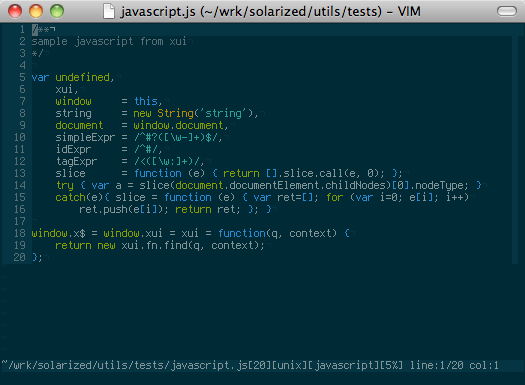 javascript.js (~/wrk/solarized/utils/tests) – VIM
1 /**¬
2 sample javascript from xui¬
3 */¬
4 ¬
5 var undefined,¬
6     xui,¬
7     window     = this,¬
8     string     = new String('string'),¬
9     document   = window.document,¬
10     simpleExpr = /^#?([\w-]+)$/,¬
11     idExpr     = /^#/,¬
12     tagExpr    = /<([\w:]+)/,¬
13     slice      = function (e) { return [].slice.call(e, 0); };¬
14     try { var a = slice(document.documentElement.childNodes)[0].nodeType; }¬
15     catch(e){ slice = function (e) { var ret=[]; for (var i=0; e[i]; i++)¬
16         ret.push(e[i]); return ret; }; }¬
17 ¬
18 window.x$ = window.xui = xui = function(q, context) {¬
19     return new xui.fn.find(q, context);¬
20 };¬
~/wrk/solarized/utils/tests/javascript.js[20][unix][javascript][5%] line:1/20 col:1